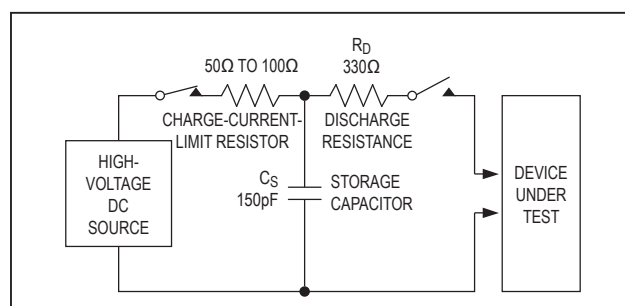 50Ω TO 100Ω
CHARGE-CURRENT-
LIMIT RESISTOR
RD
330Ω
DISCHARGE
RESISTANCE
HIGH-
VOLTAGE
DC
SOURCE
CS
150pF
STORAGE
CAPACITOR
DEVICE
UNDER
TEST